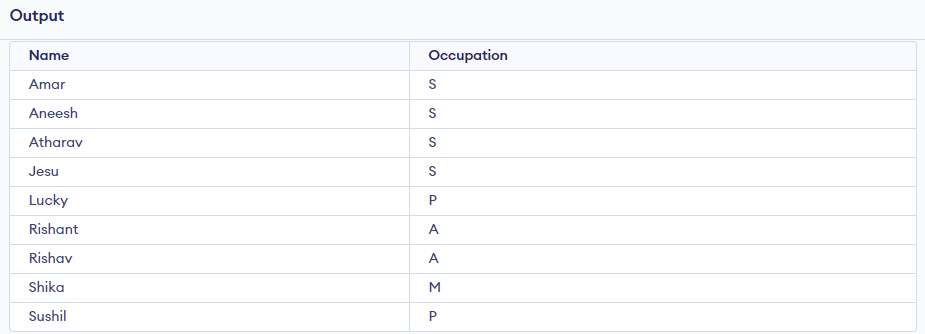 Output
Name Occupation
Amar S
Aneesh S
Atharav S
Jesu S
Lucky P
Rishant A
Rishav A
Shika M
Sushil P